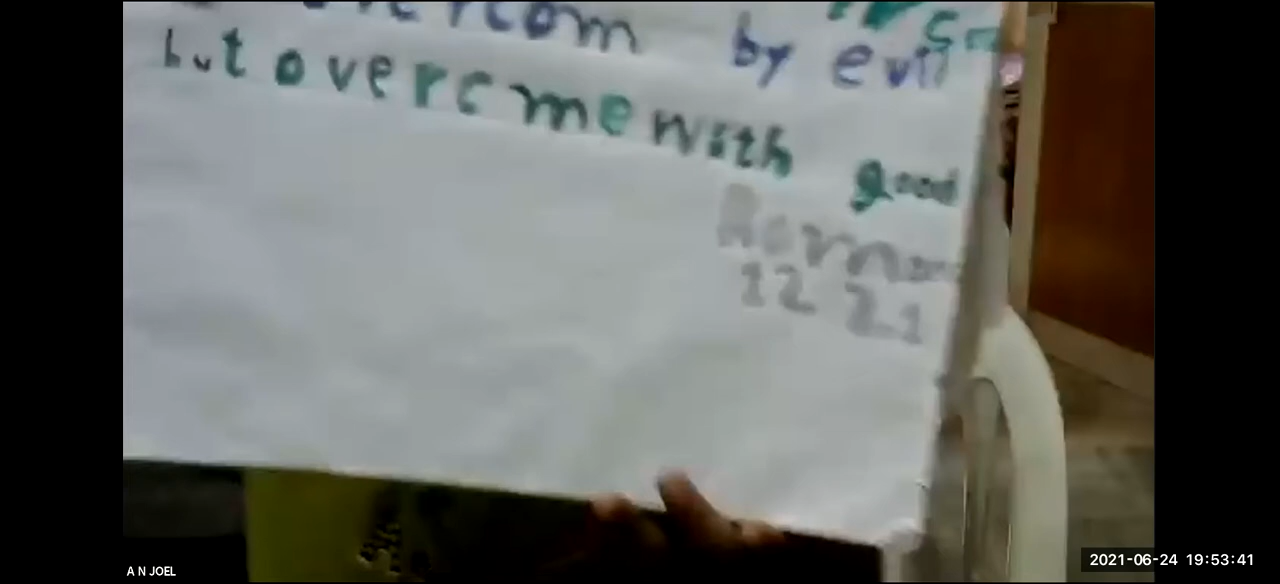 overcom by evil
but overcme with good
Romans
12 21
A N JOEL
2021-06-24 19:53:41